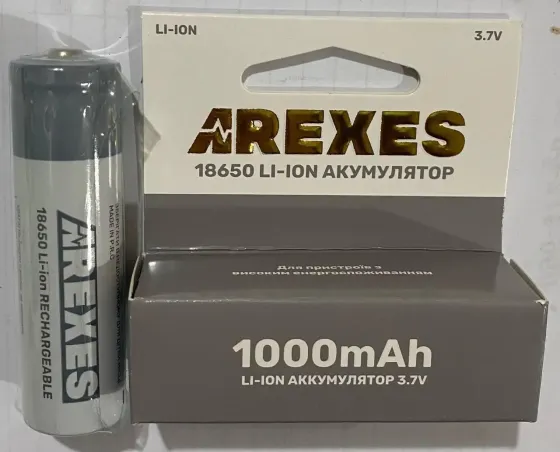 LI-ION
3.7V
AREXES
18650 LI-ION АКУМУЛЯТОР
Для пристроїв з
високим енергоспоживанням
1000mAh
LI-ION АККУМУЛЯТОР 3.7V
AREXES
18650 Li-ion RECHARGEABLE
MADE IN P.R.C.